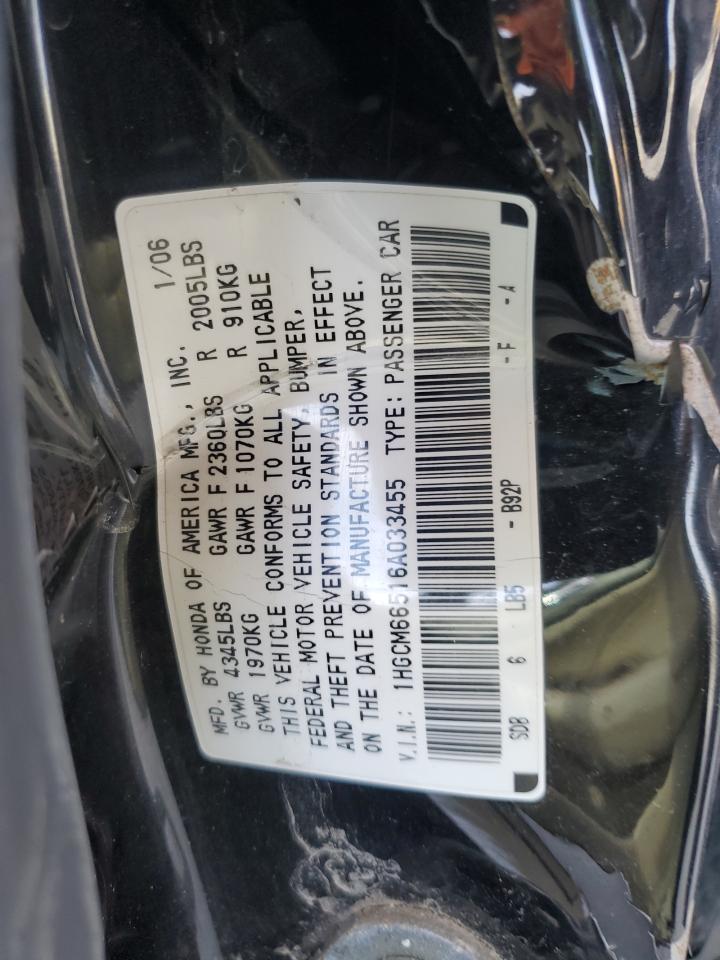 MFD. BY HONDA OF AMERICA MFG., INC. 1/06
GVWR 4345LBS GAWR F 2360LBS R 2005LBS
GVWR 1970KG GAWR F 1070KG R 910KG
THIS VEHICLE CONFORMS TO ALL APPLICABLE
FEDERAL MOTOR VEHICLE SAFETY, BUMPER,
AND THEFT PREVENTION STANDARDS IN EFFECT
ON THE DATE OF MANUFACTURE SHOWN ABOVE.
V.I.N.: 1HGCM66516A033455 TYPE: PASSENGER CAR
SDB 6 LB5 - B92P - F - A